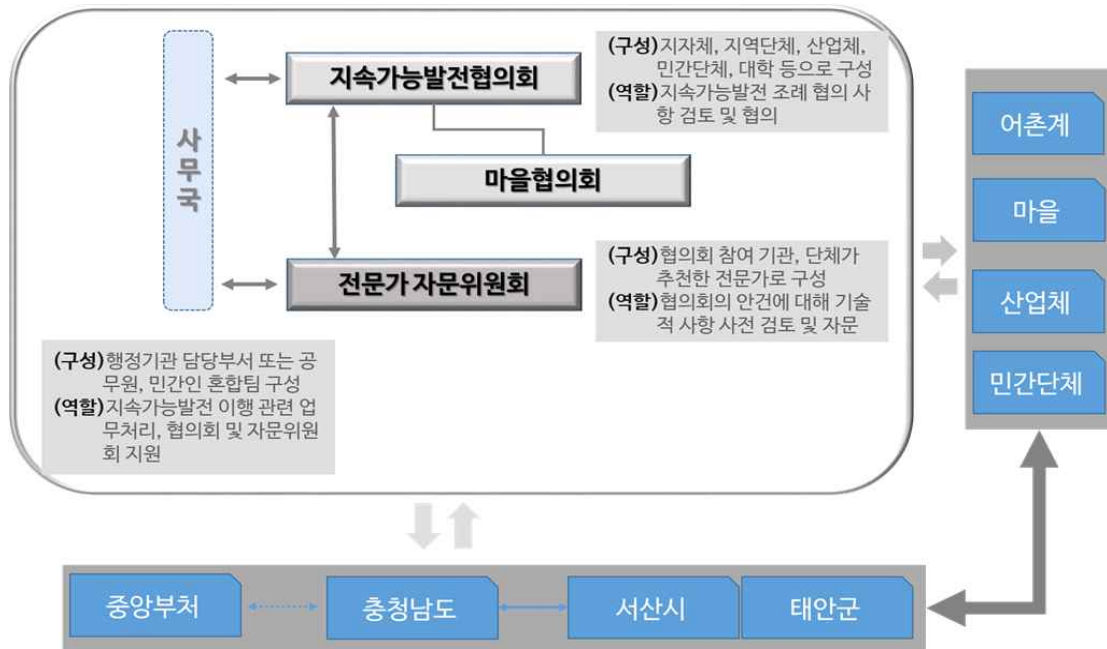 지속가능발전협의회
(구성)지자체, 지역단체, 산업체,
민간단체, 대학 등으로 구성
(역할)지속가능발전 조례 협의 사
항 검토 및 협의
사무국
마을협의회
전문가 자문위원회
(구성)협의회 참여 기관, 단체가
추천한 전문가로 구성
(역할)협의회의 안건에 대해 기술
적 사항 사전 검토 및 자문
(구성)행정기관 담당부서 또는 공
무원, 민간인 혼합팀 구성
(역할)지속가능발전 이행 관련 업
무처리, 협의회 및 자문위원
회 지원
어촌계
마을
산업체
민간단체
중앙부처
충청남도
서산시
태안군